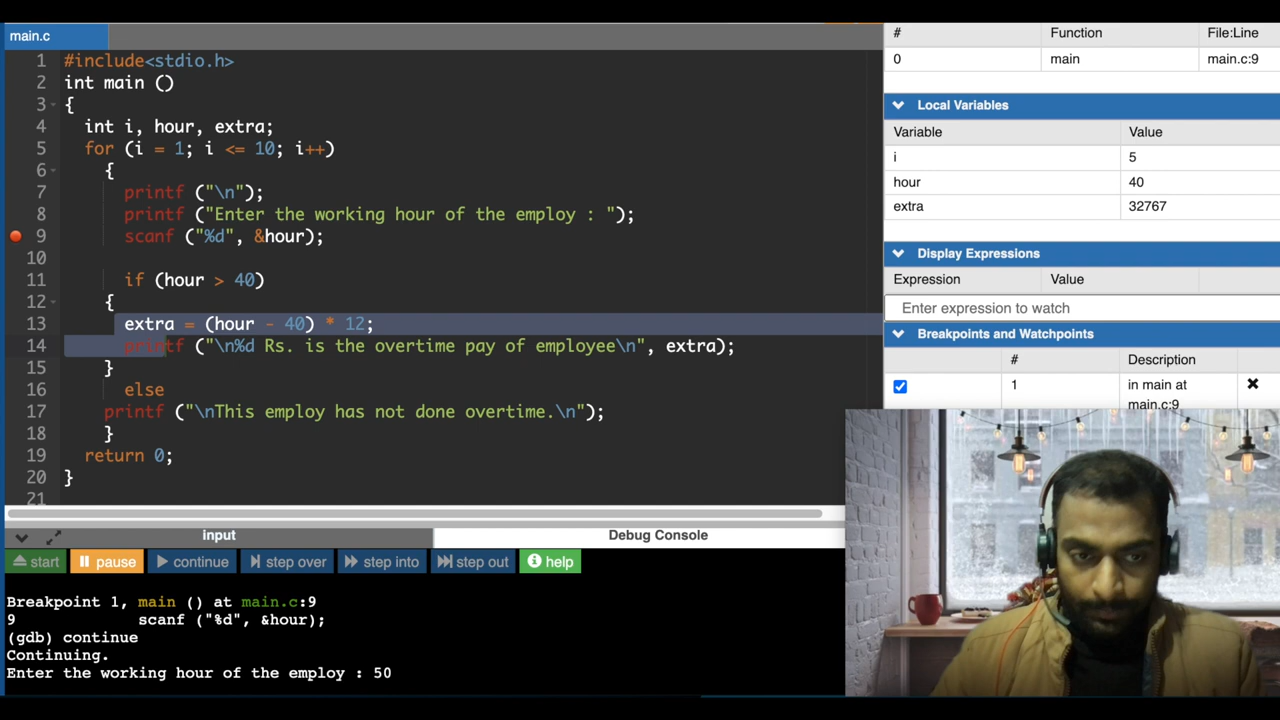 main.c
1 #include<stdio.h>
2 int main ()
3 {
4 int i, hour, extra;
5 for (i = 1; i <= 10; i++)
6 {
7 printf ("\n");
8 printf ("Enter the working hour of the employ : ");
9 scanf ("%d", &hour);
10
11 if (hour > 40)
12 {
13 extra = (hour - 40) * 12;
14 printf ("\n%d Rs. is the overtime pay of employee\n", extra);
15 }
16 else
17 printf ("\nThis employ has not done overtime.\n");
18 }
19 return 0;
20 }
21
# Function File:Line
0 main main.c:9
Local Variables
Variable Value
i 5
hour 40
extra 32767
Display Expressions
Expression Value
Enter expression to watch
Breakpoints and Watchpoints
# Description
1 in main at
main.c:9
input Debug Console
start pause continue step over step into step out help
Breakpoint 1, main () at main.c:9
9 scanf ("%d", &hour);
(gdb) continue
Continuing.
Enter the working hour of the employ : 50